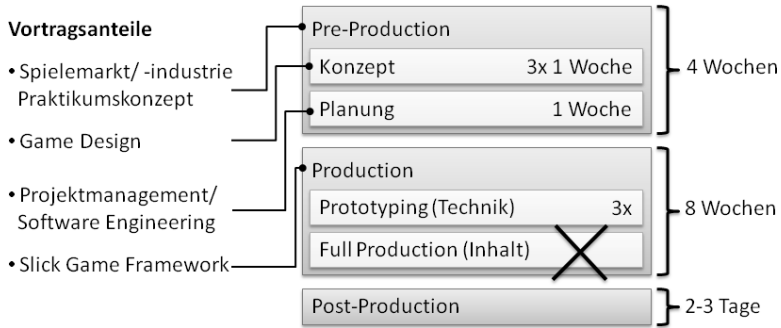 Vortragsanteile
• Spielemarkt/ -industrie
Praktikumskonzept
• Game Design
• Projektmanagement/
Software Engineering
• Slick Game Framework
Pre-Production
Konzept 3x 1 Woche
Planung 1 Woche
4 Wochen
Production
Prototyping (Technik) 3x
Full Production (Inhalt)
8 Wochen
Post-Production
2-3 Tage